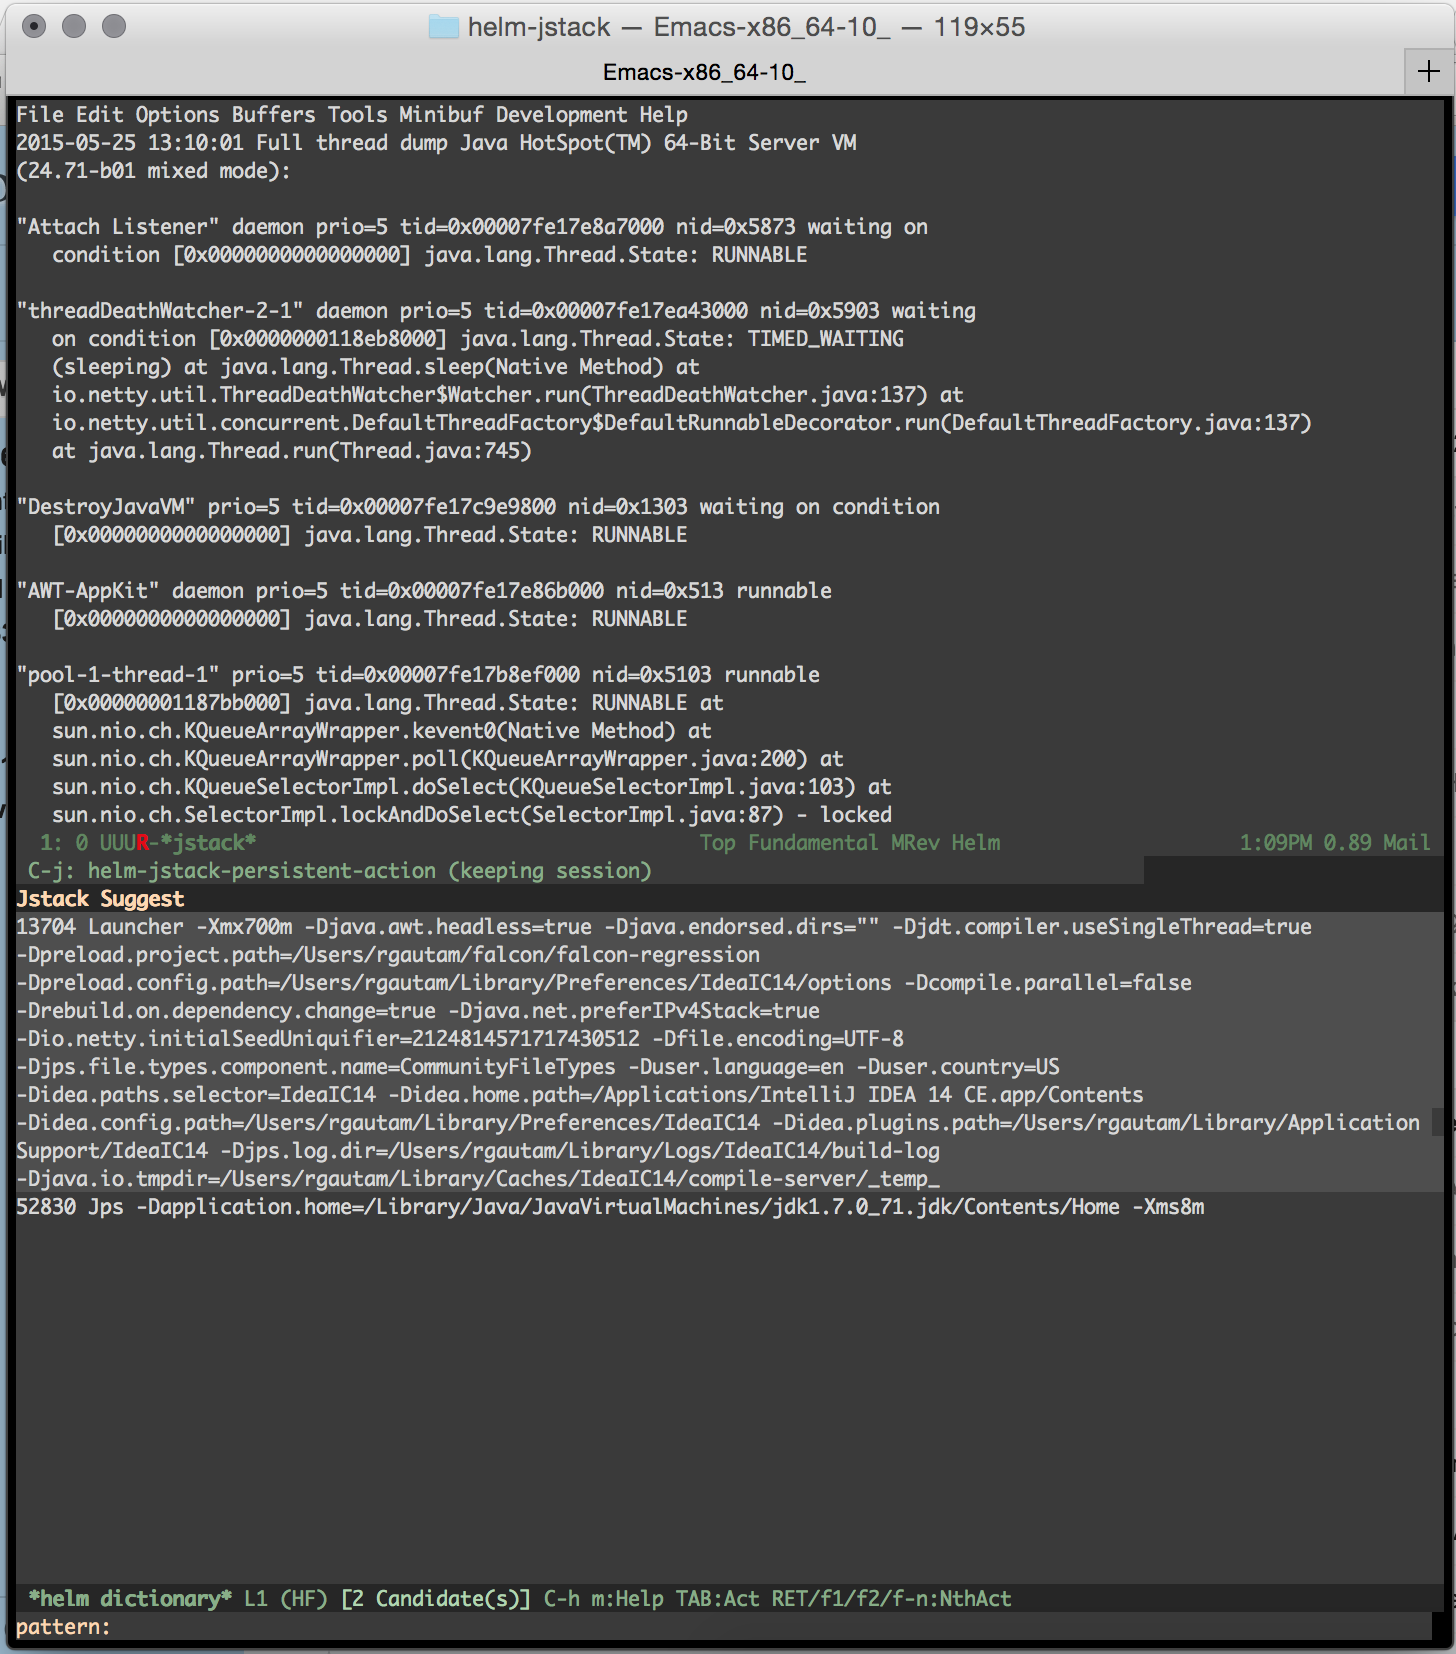 helm-jstack — Emacs-x86_64-10_ — 119×55
Emacs-x86_64-10_
File Edit Options Buffers Tools Minibuf Development Help
2015-05-25 13:10:01 Full thread dump Java HotSpot(TM) 64-Bit Server VM
(24.71-b01 mixed mode):
"Attach Listener" daemon prio=5 tid=0x00007fe17e8a7000 nid=0x5873 waiting on
condition [0x0000000000000000] java.lang.Thread.State: RUNNABLE
"threadDeathWatcher-2-1" daemon prio=5 tid=0x00007fe17ea43000 nid=0x5903 waiting
on condition [0x0000000118eb8000] java.lang.Thread.State: TIMED_WAITING
(sleeping) at java.lang.Thread.sleep(Native Method) at
io.netty.util.ThreadDeathWatcher$Watcher.run(ThreadDeathWatcher.java:137) at
io.netty.util.concurrent.DefaultThreadFactory$DefaultRunnableDecorator.run(DefaultThreadFactory.java:137)
at java.lang.Thread.run(Thread.java:745)
"DestroyJavaVM" prio=5 tid=0x00007fe17c9e9800 nid=0x1303 waiting on condition
[0x0000000000000000] java.lang.Thread.State: RUNNABLE
"AWT-AppKit" daemon prio=5 tid=0x00007fe17e86b000 nid=0x513 runnable
[0x0000000000000000] java.lang.Thread.State: RUNNABLE
"pool-1-thread-1" prio=5 tid=0x00007fe17b8ef000 nid=0x5103 runnable
[0x00000001187bb000] java.lang.Thread.State: RUNNABLE at
sun.nio.ch.KQueueArrayWrapper.kevent0(Native Method) at
sun.nio.ch.KQueueArrayWrapper.poll(KQueueArrayWrapper.java:200) at
sun.nio.ch.KQueueSelectorImpl.doSelect(KQueueSelectorImpl.java:103) at
sun.nio.ch.SelectorImpl.lockAndDoSelect(SelectorImpl.java:87) - locked
1: 0 UUUR-*jstack* Top Fundamental MRev Helm 1:09PM 0.89 Mail
C-j: helm-jstack-persistent-action (keeping session)
Jstack Suggest
13704 Launcher -Xmx700m -Djava.awt.headless=true -Djava.endorsed.dirs="" -Djdt.compiler.useSingleThread=true
-Dpreload.project.path=/Users/rgautam/falcon/falcon-regression
-Dpreload.config.path=/Users/rgautam/Library/Preferences/IdeaIC14/options -Dcompile.parallel=false
-Drebuild.on.dependency.change=true -Djava.net.preferIPv4Stack=true
-Dio.netty.initialSeedUniquifier=2124814571717430512 -Dfile.encoding=UTF-8
-Djps.file.types.component.name=CommunityFileTypes -Duser.language=en -Duser.country=US
-Didea.paths.selector=IdeaIC14 -Didea.home.path=/Applications/IntelliJ IDEA 14 CE.app/Contents
-Didea.config.path=/Users/rgautam/Library/Preferences/IdeaIC14 -Didea.plugins.path=/Users/rgautam/Library/Application
Support/IdeaIC14 -Djps.log.dir=/Users/rgautam/Library/Logs/IdeaIC14/build-log
-Djava.io.tmpdir=/Users/rgautam/Library/Caches/IdeaIC14/compile-server/_temp_
52830 Jps -Dapplication.home=/Library/Java/JavaVirtualMachines/jdk1.7.0_71.jdk/Contents/Home -Xms8m
*helm dictionary* L1 (HF) [2 Candidate(s)] C-h m:Help TAB:Act RET/f1/f2/f-n:NthAct
pattern: